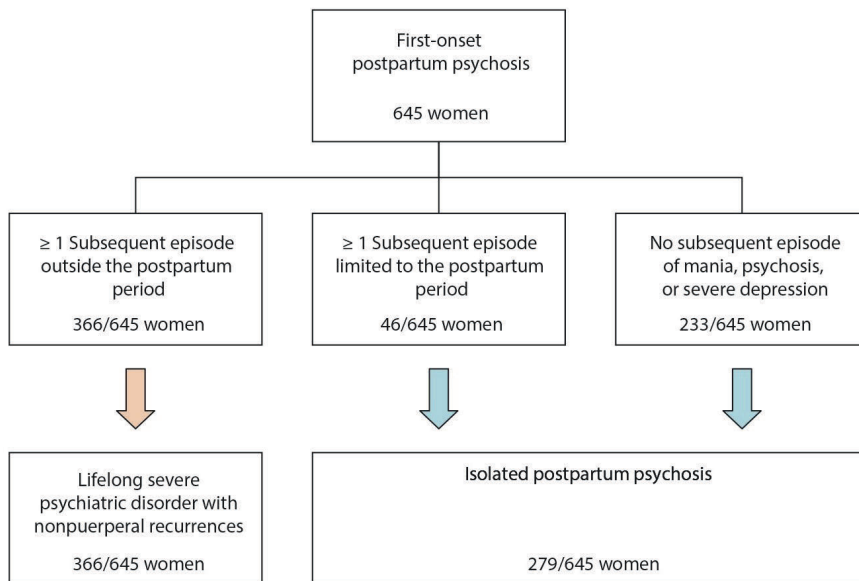 First-onset
postpartum psychosis
645 women
≥ 1 Subsequent episode
outside the postpartum
period
366/645 women
≥ 1 Subsequent episode
limited to the postpartum
period
46/645 women
No subsequent episode
of mania, psychosis,
or severe depression
233/645 women
Lifelong severe
psychiatric disorder with
nonpuerperal recurrences
366/645 women
Isolated postpartum psychosis
279/645 women